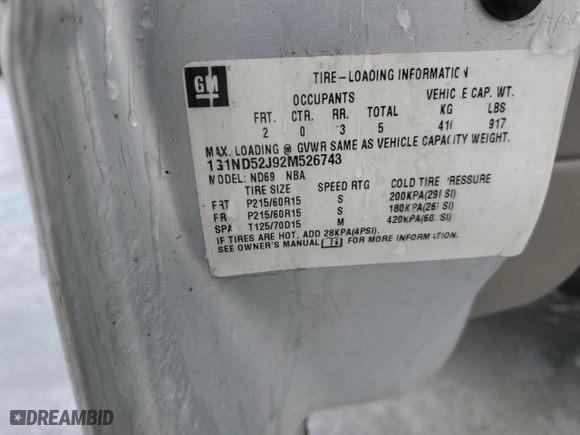 GM
TIRE-LOADING INFORMATION
OCCUPANTS VEHICLE CAP. WT.
FRT. CTR. RR. TOTAL KG LBS
2 0 3 5 416 917
MAX. LOADING @ GVWR SAME AS VEHICLE CAPACITY WEIGHT.
1G1ND52J92M526743
MODEL: ND69 NBA
TIRE SIZE SPEED RTG COLD TIRE PRESSURE
FRT P215/60R15 S 200KPA(29PSI)
RR P215/60R15 S 180KPA(26PSI)
SPA T125/70D15 M 420KPA(60PSI)
IF TIRES ARE HOT, ADD 28KPA(4PSI).
SEE OWNER'S MANUAL FOR MORE INFORMATION.
DREAMBID